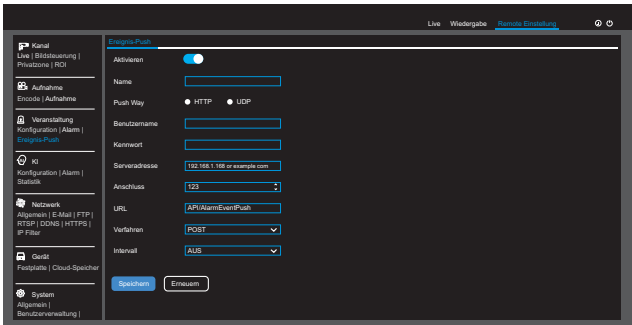 Live Wiedergabe Remote Einstellung
Kanal
Live | Bildsteuerung |
Privatzone | ROI
Aufnahme
Encode | Aufnahme
Veranstaltung
Konfiguration | Alarm |
Ereignis-Push
KI
Konfiguration | Alarm |
Statistik
Netzwerk
Allgemein | E-Mail | FTP |
RTSP | DDNS | HTTPS |
IP Filter
Gerät
Festplatte | Cloud-Speicher
System
Allgemein |
Benutzerverwaltung |
Ereignis-Push
Aktivieren
Name
Push Way HTTP UDP
Benutzername
Kennwort
Serveradresse 192.168.1.168 or example com
Anschluss 123
URL API/AlarmEventPush
Verfahren POST
Intervall AUS
Speichern Erneuern